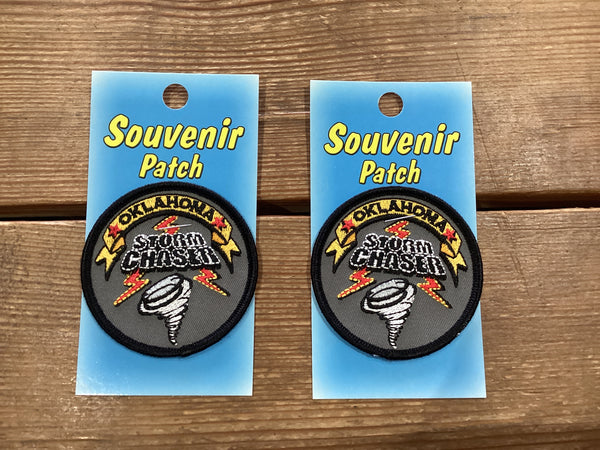 Souvenir
Patch
OKLAHOMA
STORM
CHASER
Souvenir
Patch
OKLAHOMA
STORM
CHASER